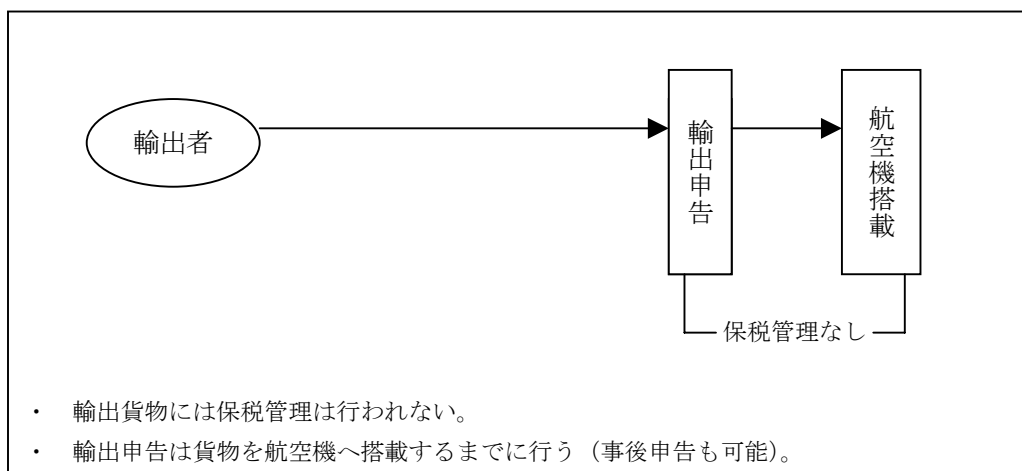 輸出者
輸出申告
航空機搭載
保税管理なし
・ 輸出貨物には保税管理は行われない。
・ 輸出申告は貨物を航空機へ搭載するまでに行う（事後申告も可能）。